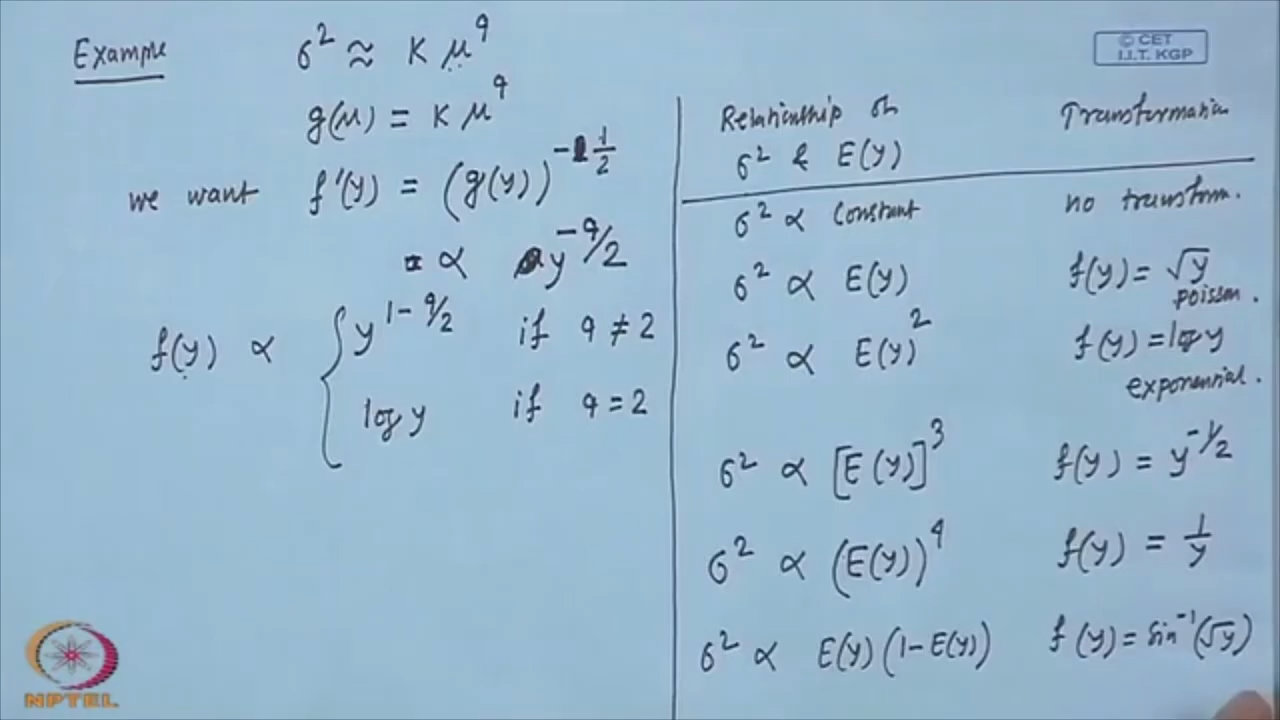 Example
σ² ≈ K μ^q
g(μ) = K μ^q
we want f'(y) = (g(y))^-1/2
= α y^-q/2
f(y) α { y^1-q/2 if q ≠ 2
log y if q = 2
© CET
I.I.T. KGP
Relationship on Transformation
σ² & E(y)
σ² α Constant no transform.
σ² α E(y) f(y) = √y
poisson.
σ² α E(y)² f(y) = log y
exponential.
σ² α [E(y)]³ f(y) = y^-1/2
σ² α (E(y))⁴ f(y) = 1/y
σ² α E(y)(1-E(y)) f(y) = Sin⁻¹(√y)
NPTEL